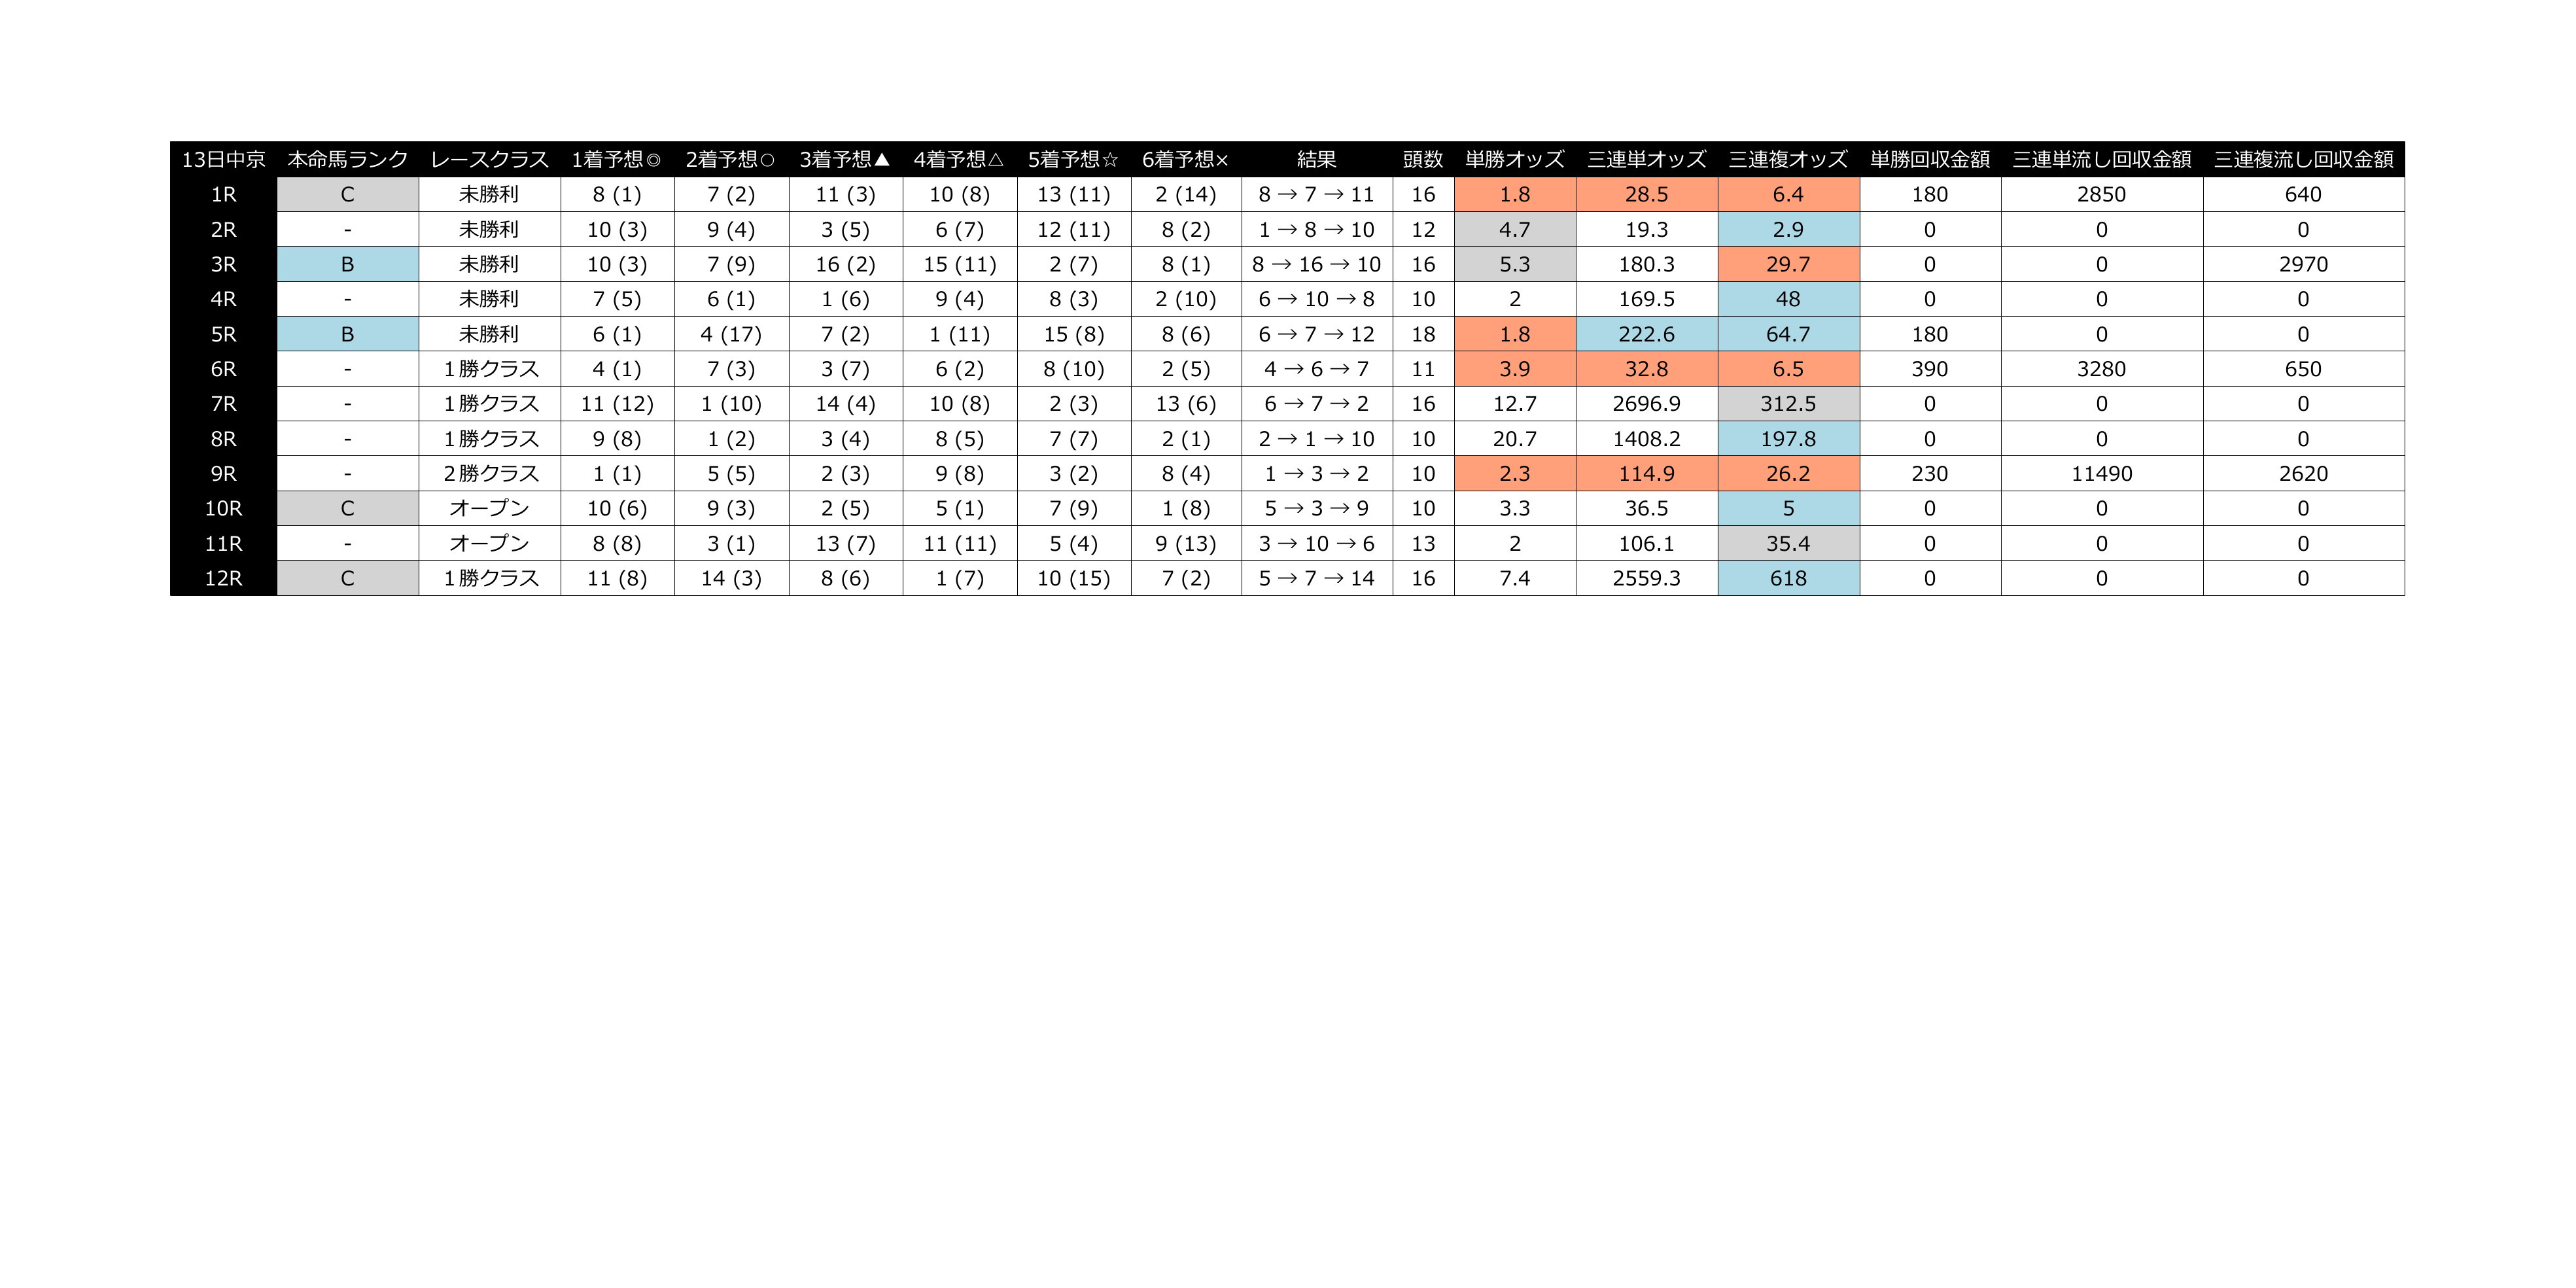 13日中京 本命馬ランク レースクラス 1着予想◎ 2着予想○ 3着予想▲ 4着予想△ 5着予想☆ 6着予想× 結果 頭数 単勝オッズ 三連単オッズ 三連複オッズ 単勝回収金額 三連単流し回収金額 三連複流し回収金額
1R C 未勝利 8 (1) 7 (2) 11 (3) 10 (8) 13 (11) 2 (14) 8 → 7 → 11 16 1.8 28.5 6.4 180 2850 640
2R - 未勝利 10 (3) 9 (4) 3 (5) 6 (7) 12 (11) 8 (2) 1 → 8 → 10 12 4.7 19.3 2.9 0 0 0
3R B 未勝利 10 (3) 7 (9) 16 (2) 15 (11) 2 (7) 8 (1) 8 → 16 → 10 16 5.3 180.3 29.7 0 0 2970
4R - 未勝利 7 (5) 6 (1) 1 (6) 9 (4) 8 (3) 2 (10) 6 → 10 → 8 10 2 169.5 48 0 0 0
5R B 未勝利 6 (1) 4 (17) 7 (2) 1 (11) 15 (8) 8 (6) 6 → 7 → 12 18 1.8 222.6 64.7 180 0 0
6R - 1勝クラス 4 (1) 7 (3) 3 (7) 6 (2) 8 (10) 2 (5) 4 → 6 → 7 11 3.9 32.8 6.5 390 3280 650
7R - 1勝クラス 11 (12) 1 (10) 14 (4) 10 (8) 2 (3) 13 (6) 6 → 7 → 2 16 12.7 2696.9 312.5 0 0 0
8R - 1勝クラス 9 (8) 1 (2) 3 (4) 8 (5) 7 (7) 2 (1) 2 → 1 → 10 10 20.7 1408.2 197.8 0 0 0
9R - 2勝クラス 1 (1) 5 (5) 2 (3) 9 (8) 3 (2) 8 (4) 1 → 3 → 2 10 2.3 114.9 26.2 230 11490 2620
10R C オープン 10 (6) 9 (3) 2 (5) 5 (1) 7 (9) 1 (8) 5 → 3 → 9 10 3.3 36.5 5 0 0 0
11R - オープン 8 (8) 3 (1) 13 (7) 11 (11) 5 (4) 9 (13) 3 → 10 → 6 13 2 106.1 35.4 0 0 0
12R C 1勝クラス 11 (8) 14 (3) 8 (6) 1 (7) 10 (15) 7 (2) 5 → 7 → 14 16 7.4 2559.3 618 0 0 0